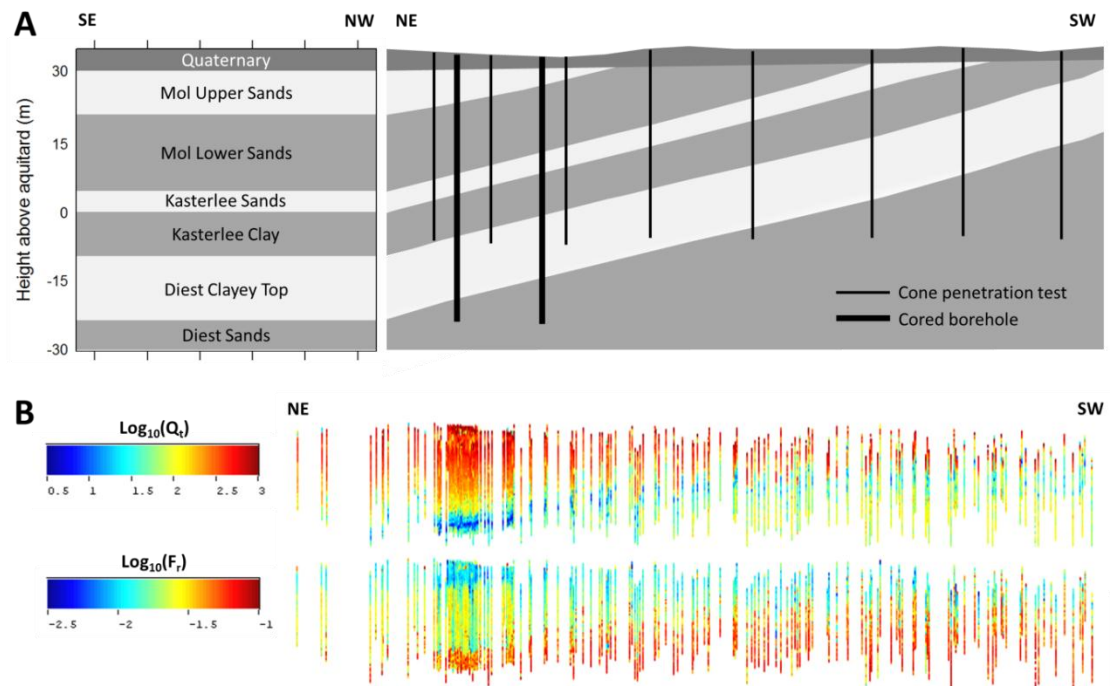 A
SE NW NE SW
Height above aquitard (m)
30
15
0
-15
-30
Quaternary
Mol Upper Sands
Mol Lower Sands
Kasterlee Sands
Kasterlee Clay
Diest Clayey Top
Diest Sands
Cone penetration test
Cored borehole
B
NE SW
Log10(Qt)
0.5 1 1.5 2 2.5 3
Log10(Fr)
-2.5 -2 -1.5 -1